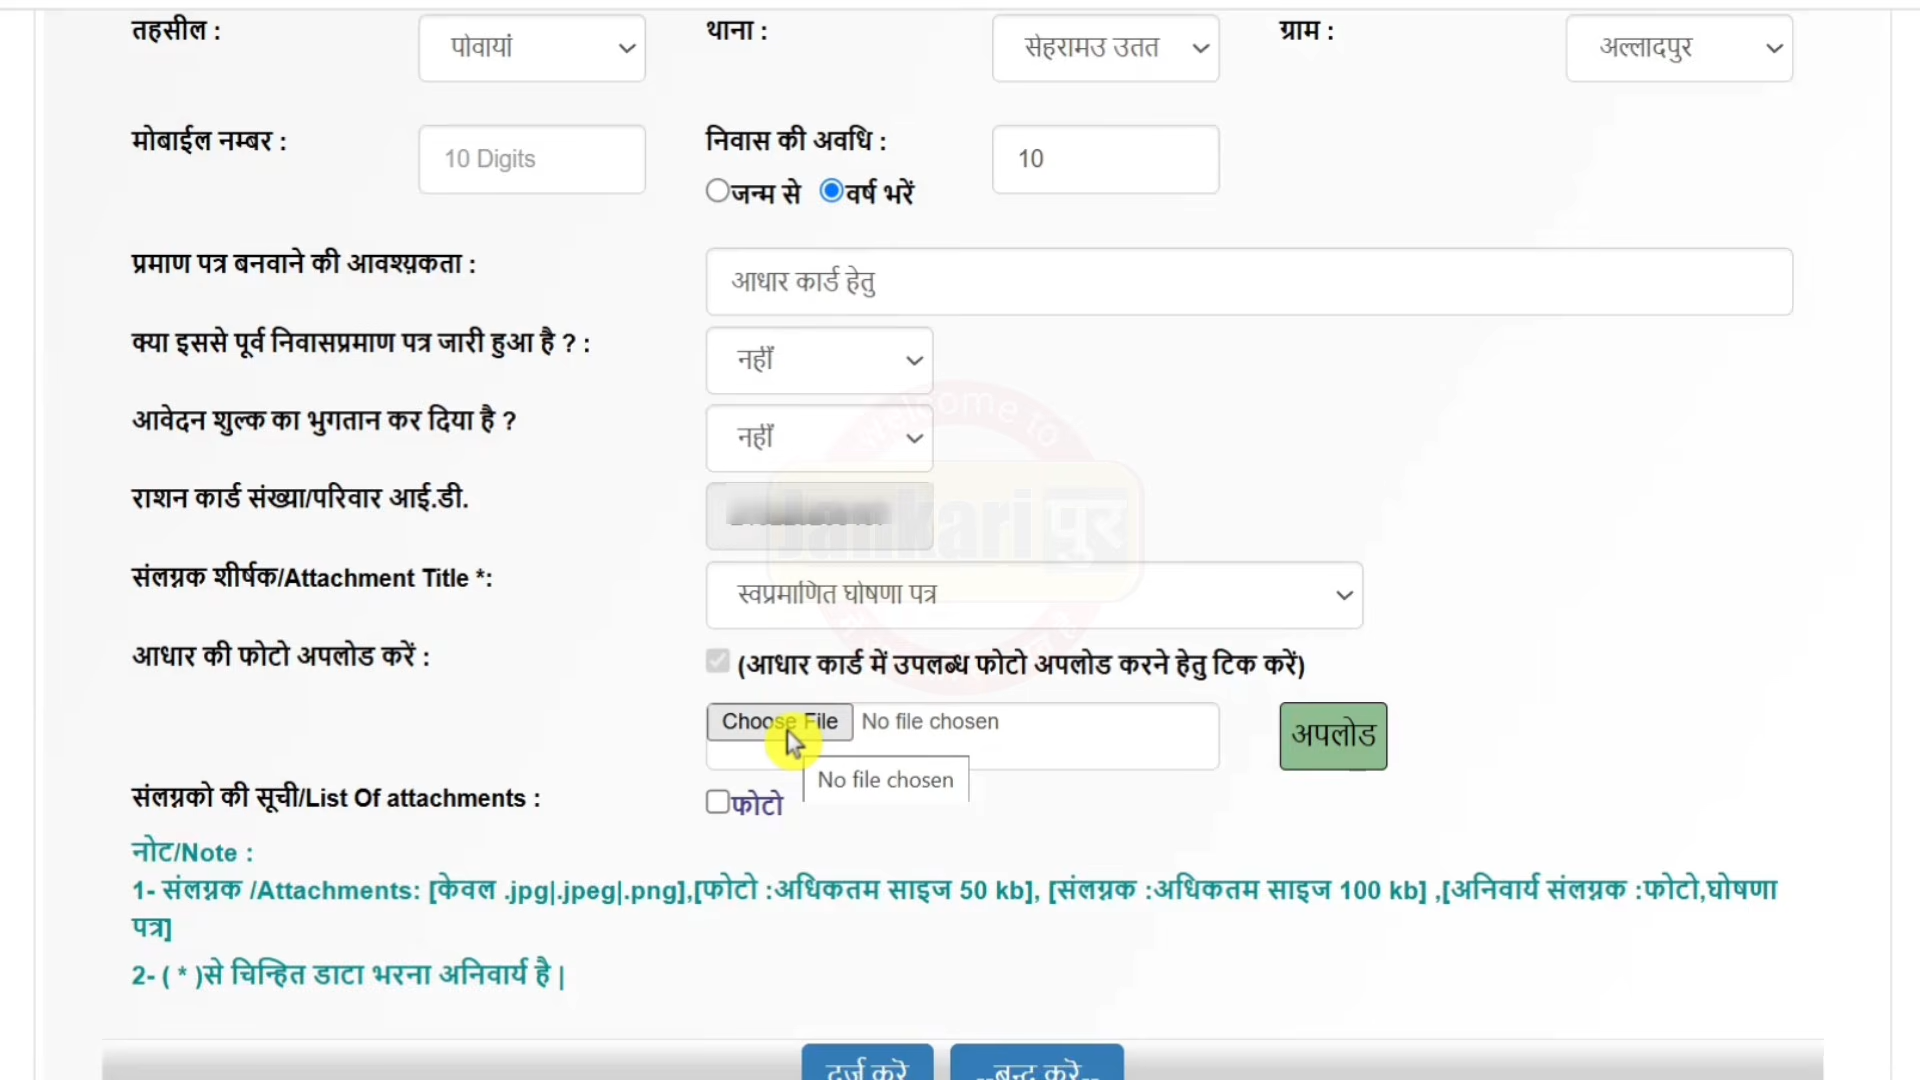 तहसील : पोवायां थाना : सेहरामउ उतत ग्राम : अल्लादपुर
मोबाईल नम्बर : 10 Digits निवास की अवधि : 10
जन्म से वर्ष भरें
प्रमाण पत्र बनवाने की आवश्य़कता : आधार कार्ड हेतु
क्या इससे पूर्व निवासप्रमाण पत्र जारी हुआ है ? : नहीं
आवेदन शुल्क का भुगतान कर दिया है ? नहीं
राशन कार्ड संख्या/परिवार आई.डी.
Welcome to
Jankari पुर
संलग्नक शीर्षक/Attachment Title *: स्वप्रमाणित घोषणा पत्र
आधार की फोटो अपलोड करें : (आधार कार्ड में उपलब्ध फोटो अपलोड करने हेतु टिक करें)
Choose File No file chosen अपलोड
No file chosen
संलग्नको की सूची/List Of attachments : फोटो
नोट/Note :
1- संलग्नक /Attachments: [केवल .jpg|.jpeg|.png],[फोटो :अधिकतम साइज 50 kb], [संलग्नक :अधिकतम साइज 100 kb] ,[अनिवार्य संलग्नक :फोटो,घोषणा
पत्र]
2- ( * )से चिन्हित डाटा भरना अनिवार्य है |
दर्ज करे --बन्द करे--